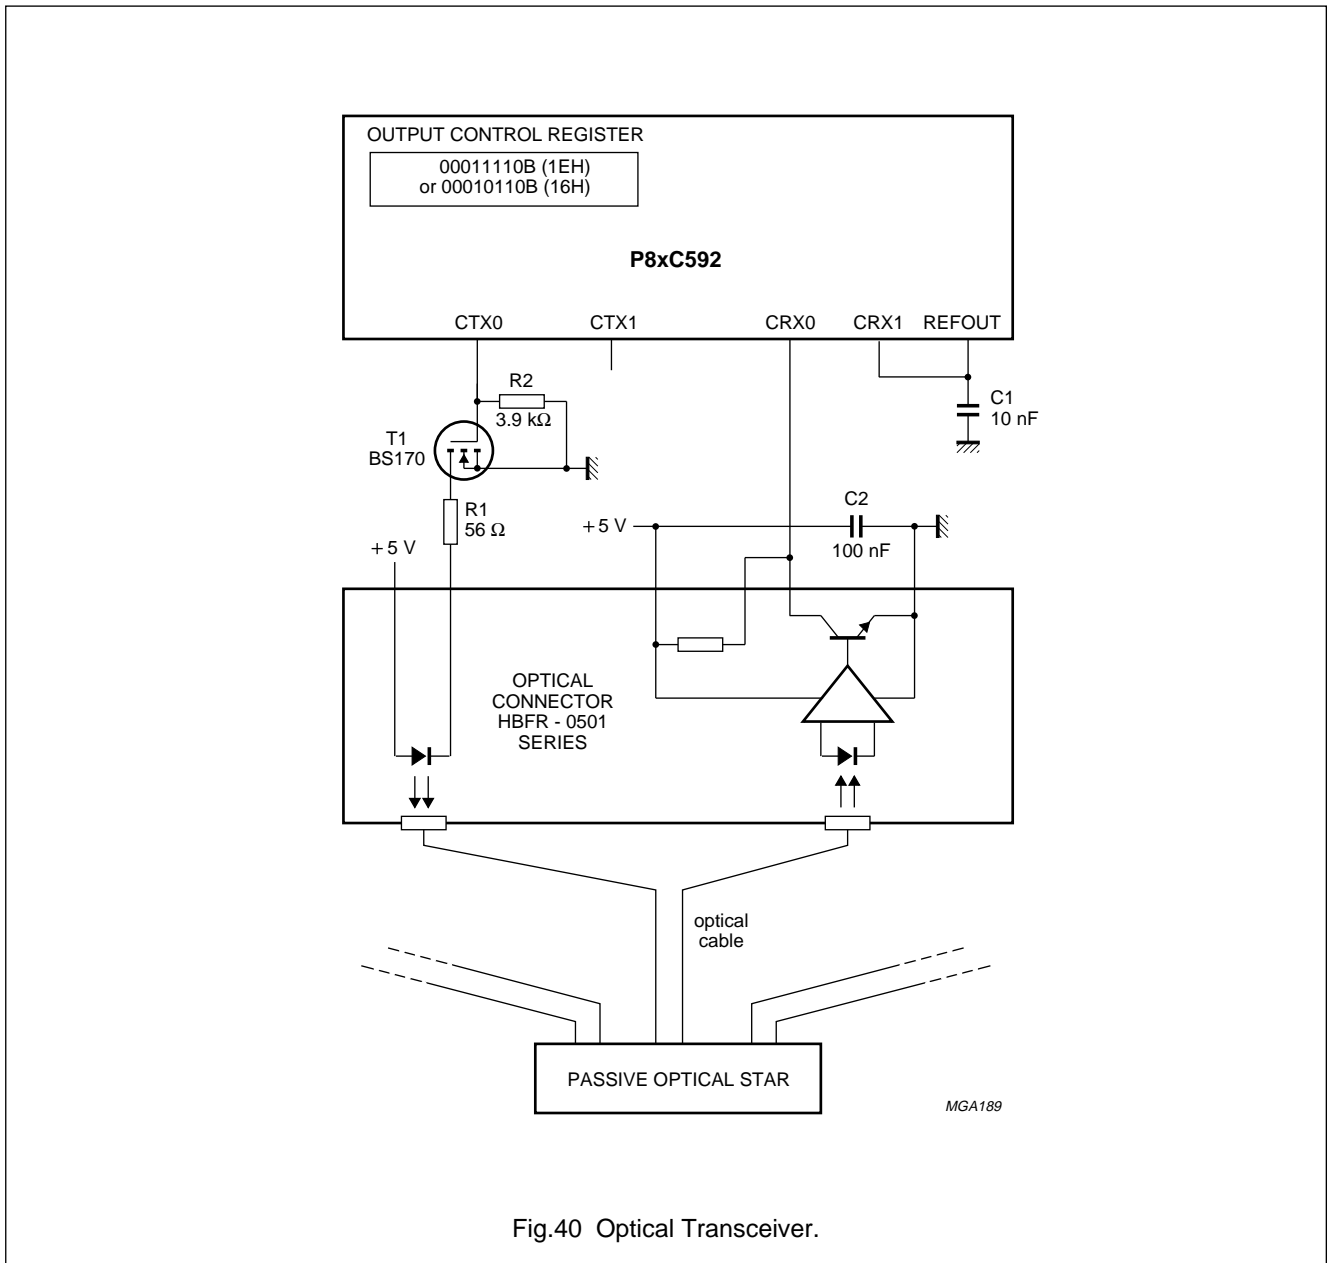 OUTPUT CONTROL REGISTER
00011110B (1EH)
or 00010110B (16H)
P8xC592
CTX0 CTX1 CRX0 CRX1 REFOUT
R2
3.9 kΩ
C1
10 nF
T1
BS170
R1
56 Ω
+5 V
C2
+5 V
100 nF
OPTICAL
CONNECTOR
HBFR - 0501
SERIES
optical
cable
PASSIVE OPTICAL STAR
MGA189
Fig.40 Optical Transceiver.